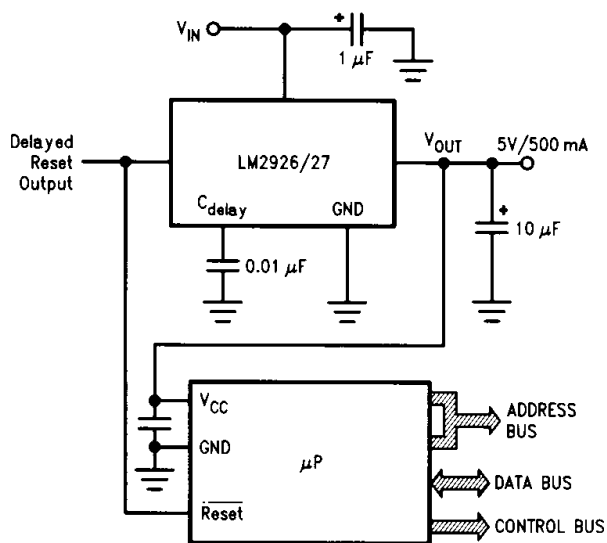 V_IN
+
1 μF
Delayed
Reset
Output
LM2926/27
C_delay
GND
V_OUT
5V/500 mA
+
10 μF
0.01 μF
V_CC
GND
μP
Reset
ADDRESS
BUS
DATA BUS
CONTROL BUS